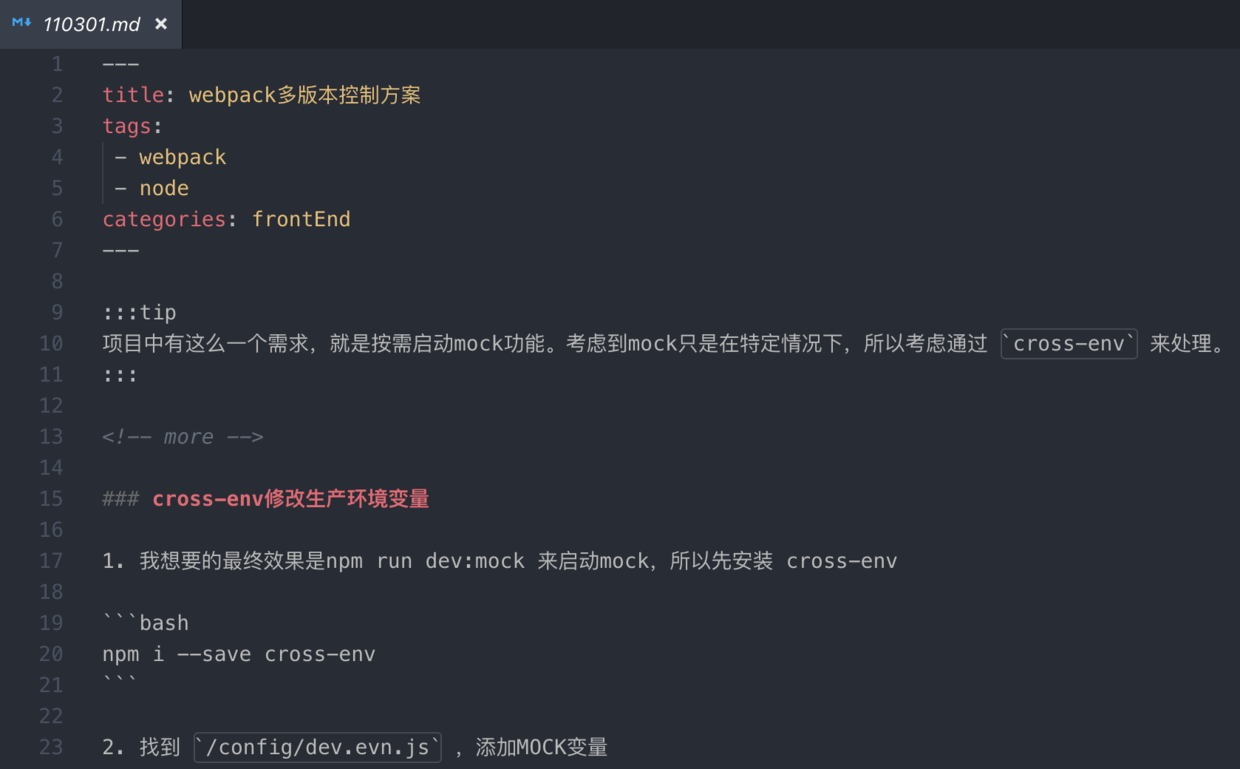 110301.md ×
1 ---
2 title: webpack多版本控制方案
3 tags:
4 - webpack
5 - node
6 categories: frontEnd
7 ---
8
9 :::tip
10 项目中有这么一个需求，就是按需启动mock功能。考虑到mock只是在特定情况下，所以考虑通过 `cross-env` 来处理。
11 :::
12
13 <!-- more -->
14
15 ### cross-env修改生产环境变量
16
17 1. 我想要的最终效果是npm run dev:mock 来启动mock，所以先安装 cross-env
18
19 ```bash
20 npm i --save cross-env
21 ```
22
23 2. 找到 `/config/dev.evn.js` ，添加MOCK变量